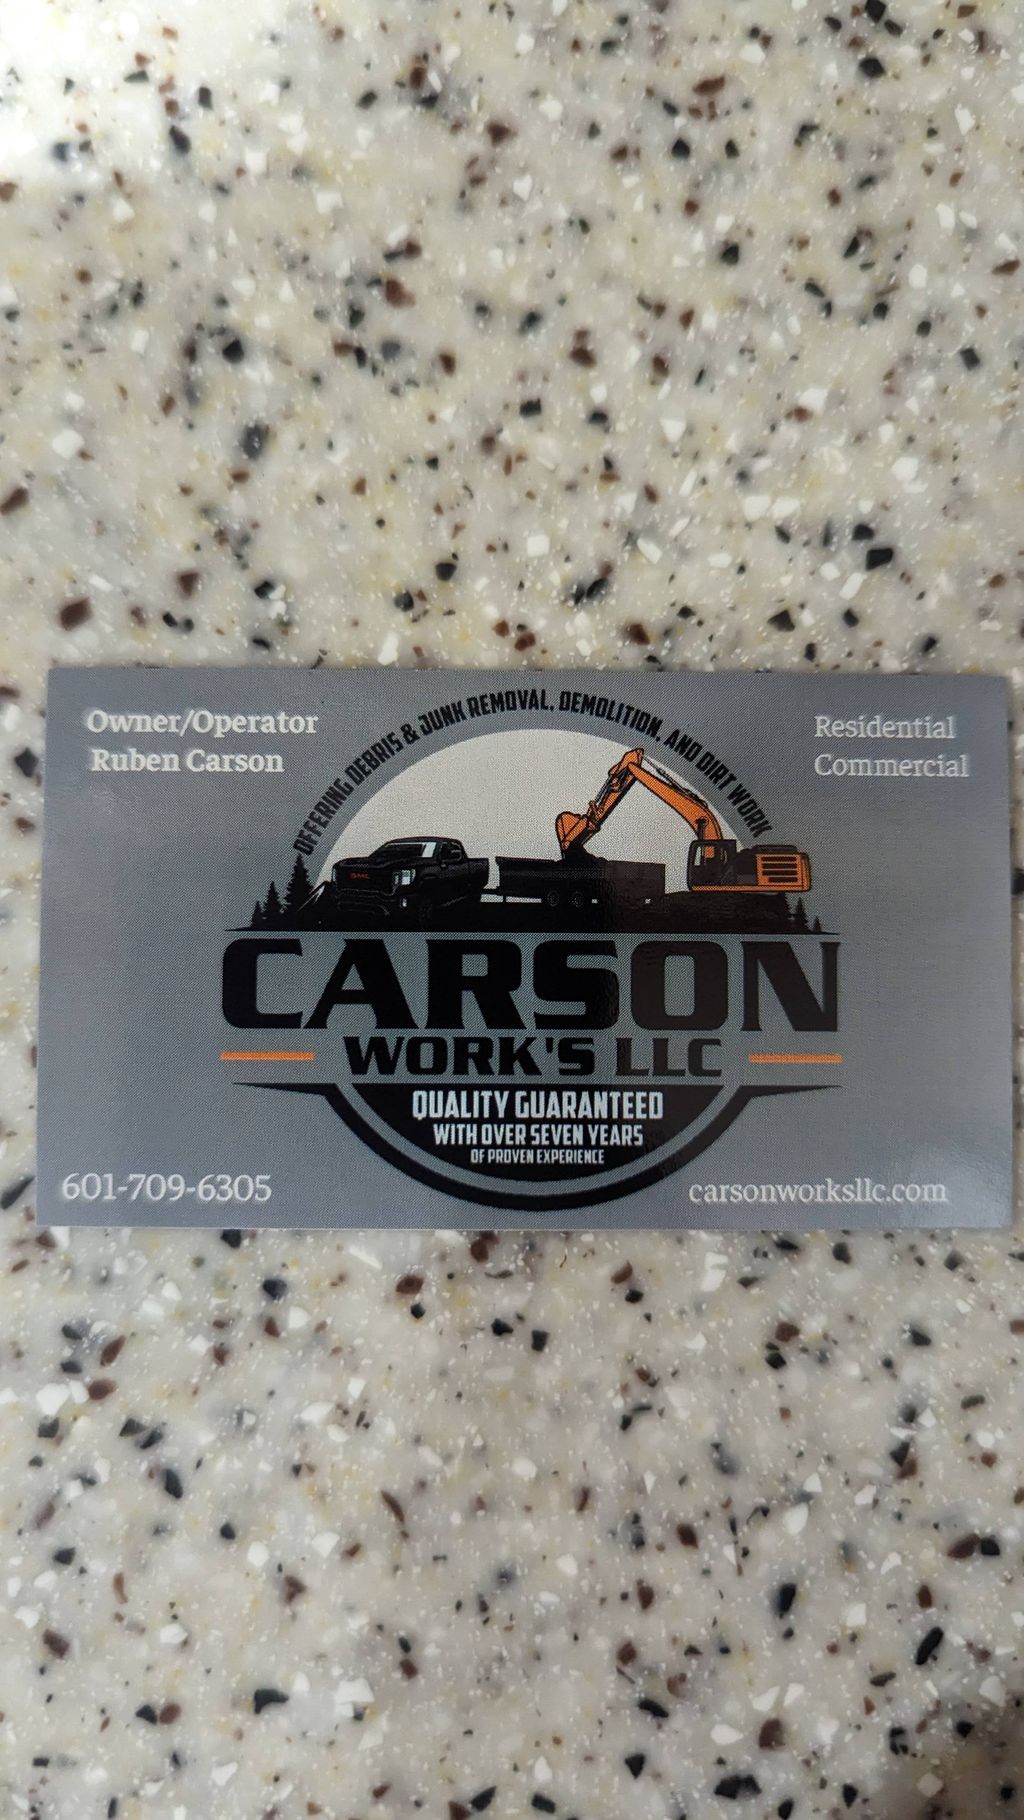 Owner/Operator
Ruben Carson
OFFERING DEBRIS & JUNK REMOVAL, DEMOLITION, AND DIRT WORK
Residential
Commercial
GMC
CARSON
WORK'S LLC
QUALITY GUARANTEED
WITH OVER SEVEN YEARS
OF PROVEN EXPERIENCE
601-709-6305
carsonworksllc.com